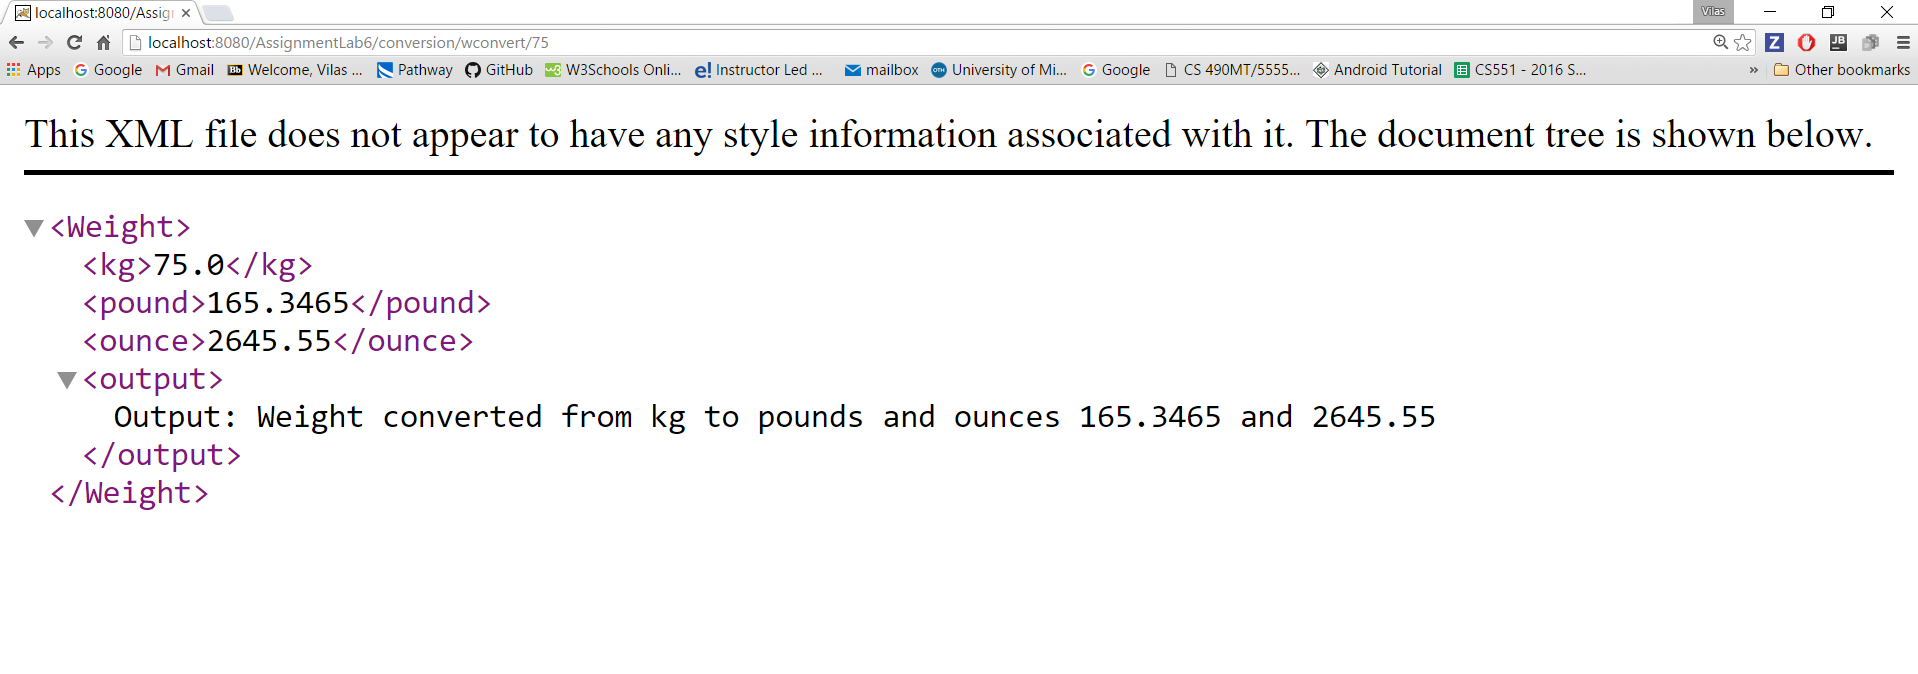 localhost:8080/Assig
Vilas
localhost:8080/AssignmentLab6/conversion/wconvert/75
Apps Google Gmail Bb Welcome, Vilas ... Pathway GitHub W3Schools Onli... e! Instructor Led ... mailbox University of Mi... Google CS 490MT/5555... Android Tutorial CS551 - 2016 S... » Other bookmarks
This XML file does not appear to have any style information associated with it. The document tree is shown below.
▼<Weight>
<kg>75.0</kg>
<pound>165.3465</pound>
<ounce>2645.55</ounce>
▼<output>
Output: Weight converted from kg to pounds and ounces 165.3465 and 2645.55
</output>
</Weight>